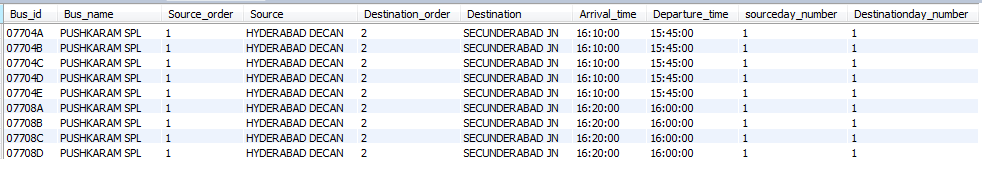 Bus_id Bus_name Source_order Source Destination_order Destination Arrival_time Departure_time sourceday_number Destinationday_number
07704A PUSHKARAM SPL 1 HYDERABAD DECAN 2 SECUNDERABAD JN 16:10:00 15:45:00 1 1
07704B PUSHKARAM SPL 1 HYDERABAD DECAN 2 SECUNDERABAD JN 16:10:00 15:45:00 1 1
07704C PUSHKARAM SPL 1 HYDERABAD DECAN 2 SECUNDERABAD JN 16:10:00 15:45:00 1 1
07704D PUSHKARAM SPL 1 HYDERABAD DECAN 2 SECUNDERABAD JN 16:10:00 15:45:00 1 1
07704E PUSHKARAM SPL 1 HYDERABAD DECAN 2 SECUNDERABAD JN 16:10:00 15:45:00 1 1
07708A PUSHKARAM SPL 1 HYDERABAD DECAN 2 SECUNDERABAD JN 16:20:00 16:00:00 1 1
07708B PUSHKARAM SPL 1 HYDERABAD DECAN 2 SECUNDERABAD JN 16:20:00 16:00:00 1 1
07708C PUSHKARAM SPL 1 HYDERABAD DECAN 2 SECUNDERABAD JN 16:20:00 16:00:00 1 1
07708D PUSHKARAM SPL 1 HYDERABAD DECAN 2 SECUNDERABAD JN 16:20:00 16:00:00 1 1